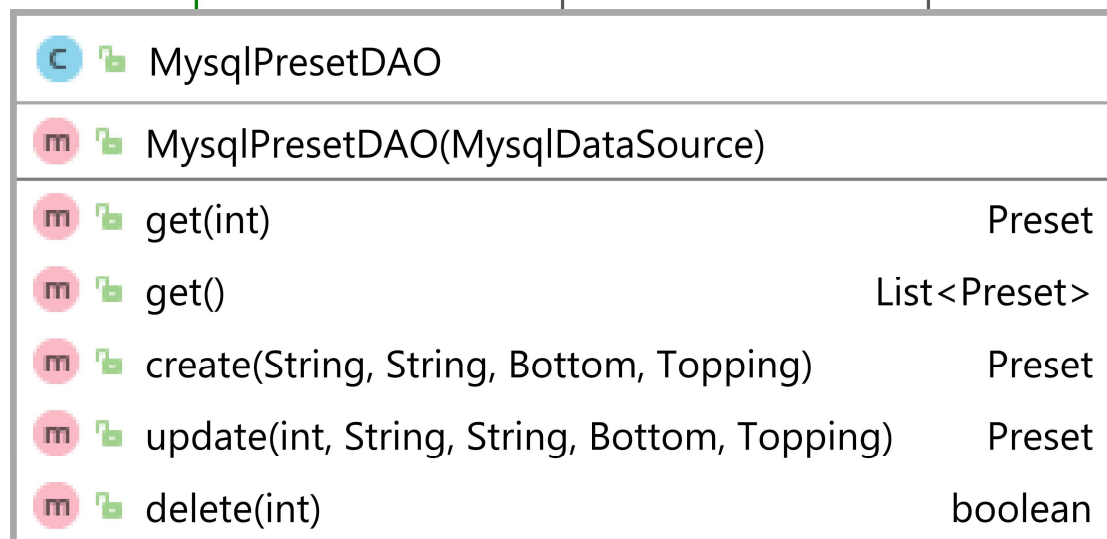 c MysqlPresetDAO
m MysqlPresetDAO(MysqlDataSource)
m get(int) Preset
m get() List<Preset>
m create(String, String, Bottom, Topping) Preset
m update(int, String, String, Bottom, Topping) Preset
m delete(int) boolean